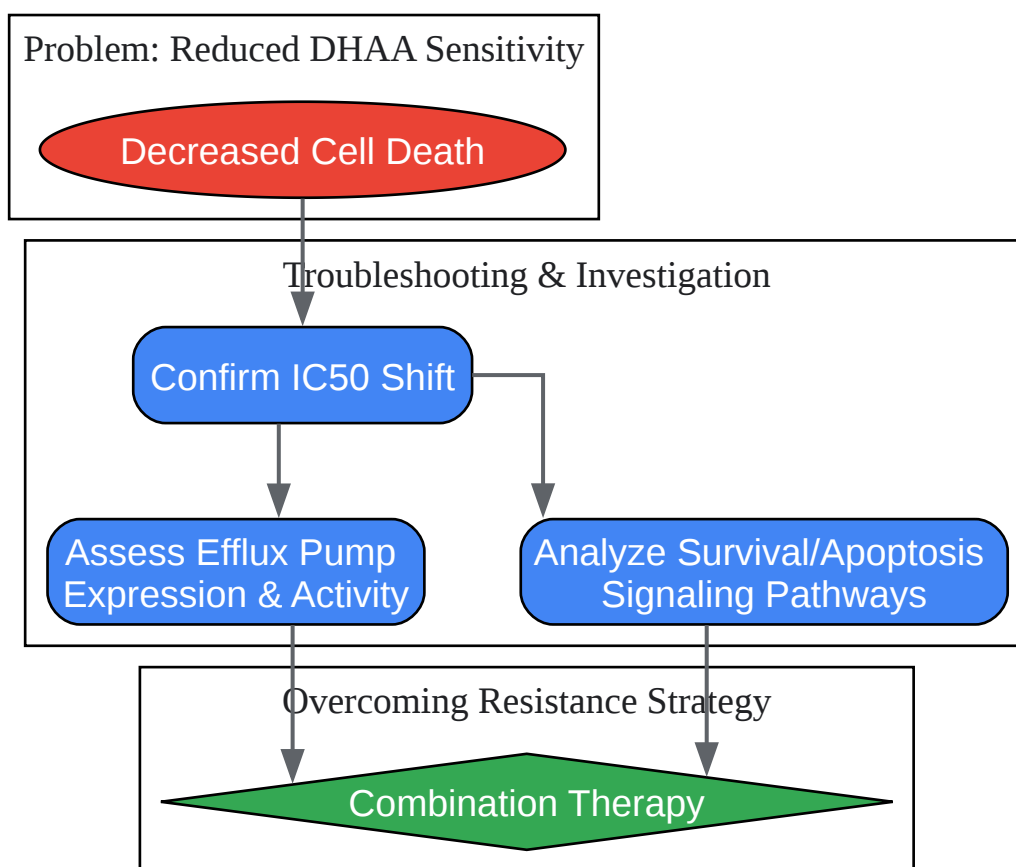 Problem: Reduced DHAA Sensitivity
Decreased Cell Death
Troubleshooting & Investigation
Confirm IC50 Shift
Assess Efflux Pump
Expression & Activity
Analyze Survival/Apoptosis
Signaling Pathways
Overcoming Resistance Strategy
Combination Therapy